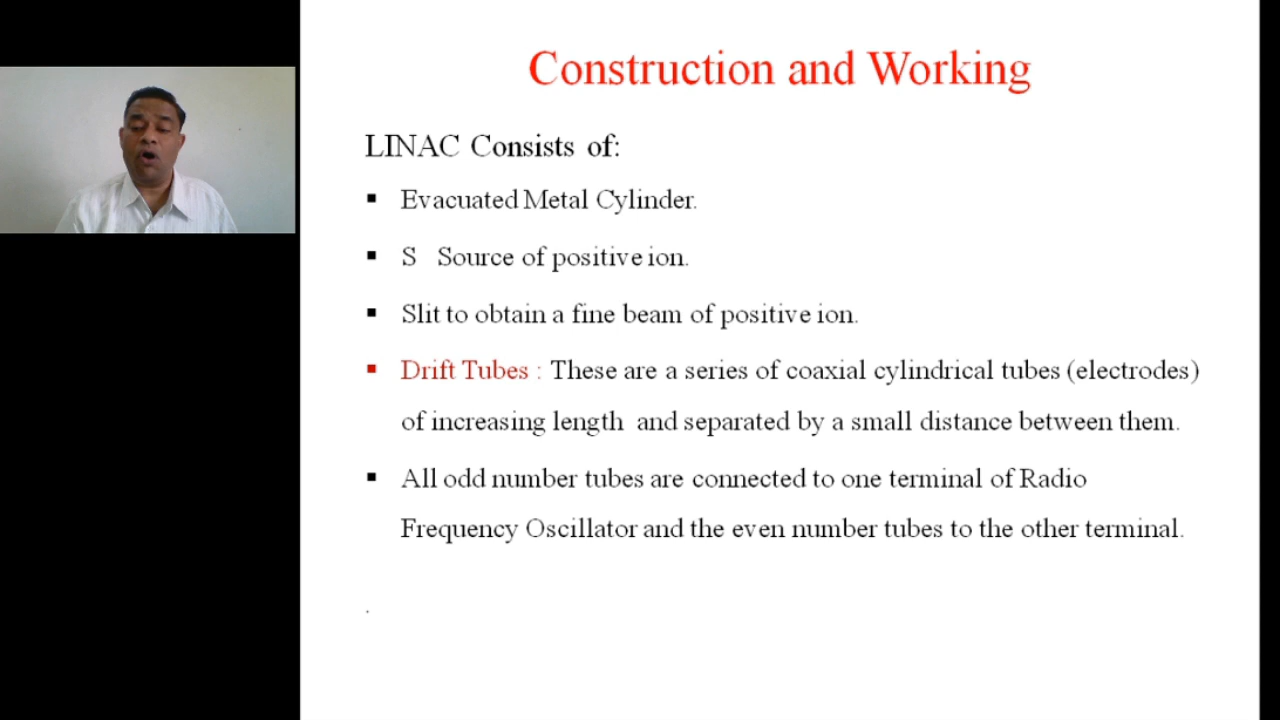 Construction and Working
LINAC Consists of:
▪ Evacuated Metal Cylinder.
▪ S Source of positive ion.
▪ Slit to obtain a fine beam of positive ion.
▪ Drift Tubes : These are a series of coaxial cylindrical tubes (electrodes)
of increasing length and separated by a small distance between them.
▪ All odd number tubes are connected to one terminal of Radio
Frequency Oscillator and the even number tubes to the other terminal.
.